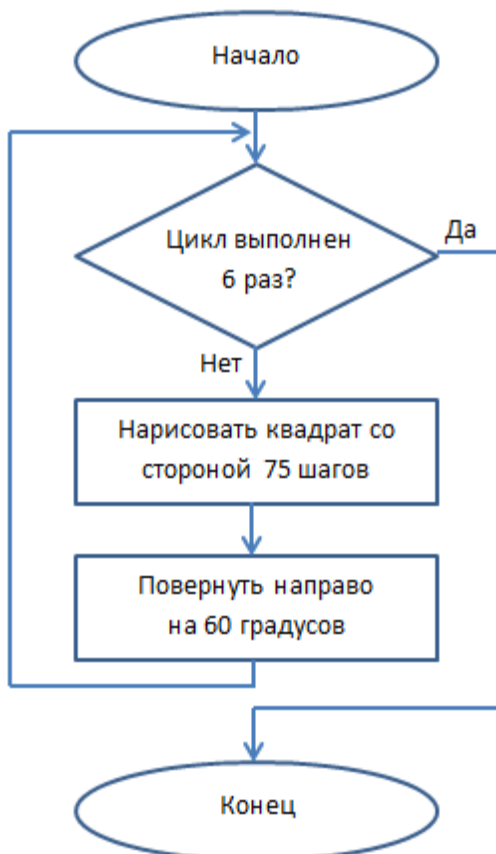 Начало
Цикл выполнен
6 раз?
Да
Нет
Нарисовать квадрат со
стороной 75 шагов
Повернуть направо
на 60 градусов
Конец